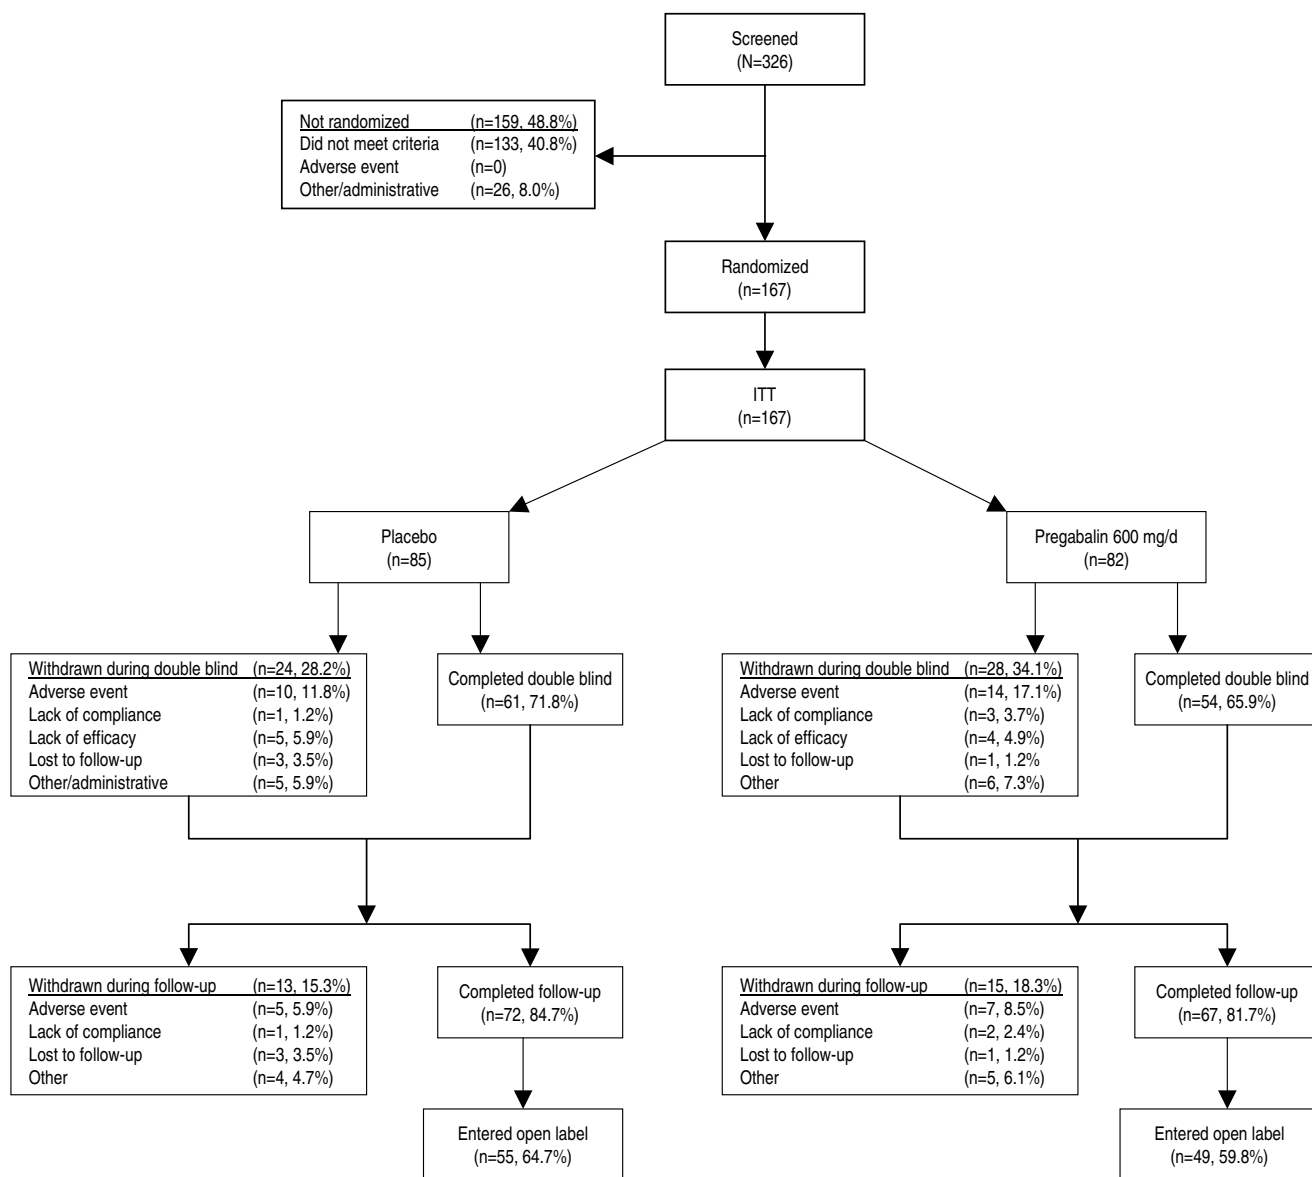 Screened
(N=326)
Not randomized (n=159, 48.8%)
Did not meet criteria (n=133, 40.8%)
Adverse event (n=0)
Other/administrative (n=26, 8.0%)
Randomized
(n=167)
ITT
(n=167)
Placebo
(n=85)
Pregabalin 600 mg/d
(n=82)
Withdrawn during double blind (n=24, 28.2%)
Adverse event (n=10, 11.8%)
Lack of compliance (n=1, 1.2%)
Lack of efficacy (n=5, 5.9%)
Lost to follow-up (n=3, 3.5%)
Other/administrative (n=5, 5.9%)
Completed double blind
(n=61, 71.8%)
Withdrawn during double blind (n=28, 34.1%)
Adverse event (n=14, 17.1%)
Lack of compliance (n=3, 3.7%)
Lack of efficacy (n=4, 4.9%)
Lost to follow-up (n=1, 1.2%
Other (n=6, 7.3%)
Completed double blind
(n=54, 65.9%)
Withdrawn during follow-up (n=13, 15.3%)
Adverse event (n=5, 5.9%)
Lack of compliance (n=1, 1.2%)
Lost to follow-up (n=3, 3.5%)
Other (n=4, 4.7%)
Completed follow-up
(n=72, 84.7%)
Withdrawn during follow-up (n=15, 18.3%)
Adverse event (n=7, 8.5%)
Lack of compliance (n=2, 2.4%)
Lost to follow-up (n=1, 1.2%)
Other (n=5, 6.1%)
Completed follow-up
(n=67, 81.7%)
Entered open label
(n=55, 64.7%)
Entered open label
(n=49, 59.8%)